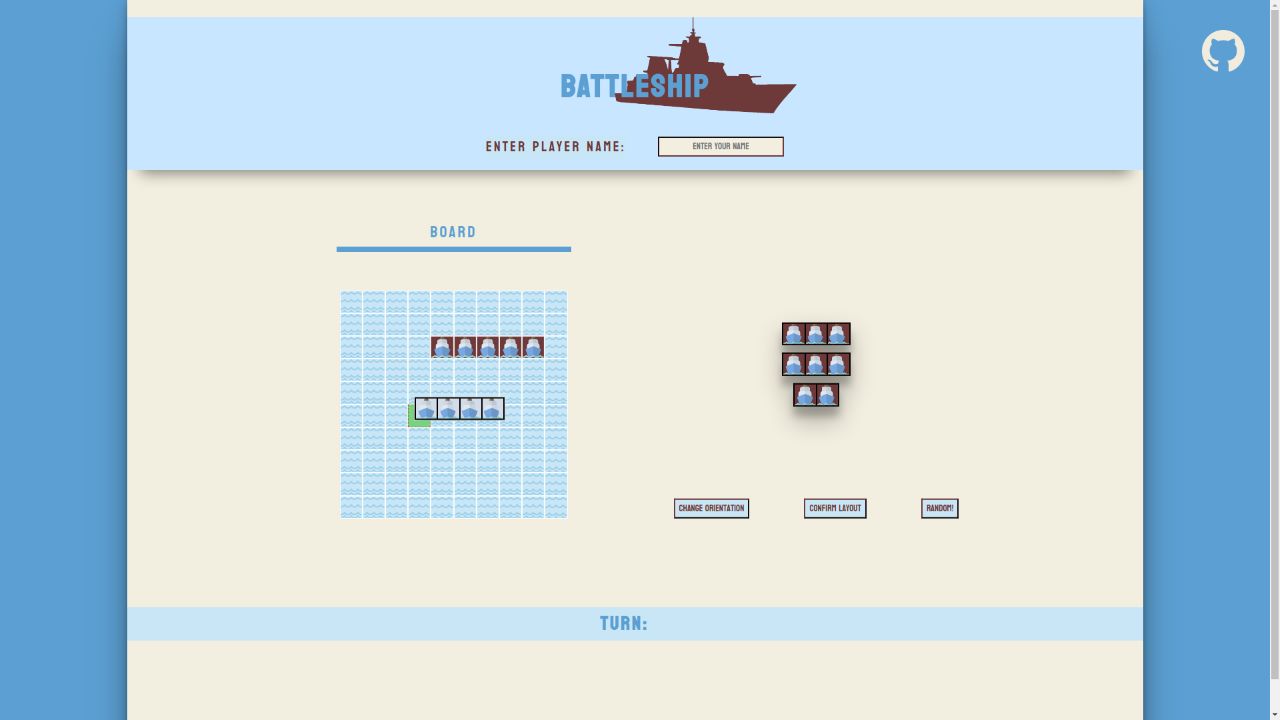 BATTLESHIP
ENTER PLAYER NAME:
ENTER YOUR NAME
BOARD
CHANGE ORIENTATION
CONFIRM LAYOUT
RANDOM!
TURN: